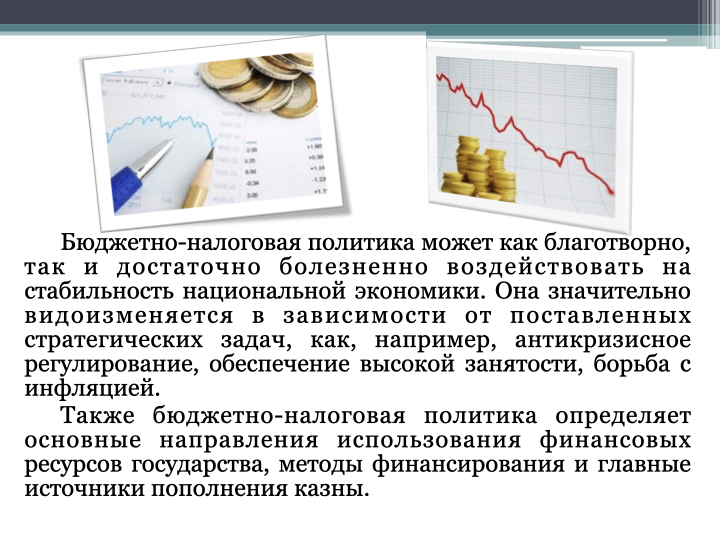 Бюджетно-налоговая политика может как благотворно,
так и достаточно болезненно воздействовать на
стабильность национальной экономики. Она значительно
видоизменяется в зависимости от поставленных
стратегических задач, как, например, антикризисное
регулирование, обеспечение высокой занятости, борьба с
инфляцией.
Также бюджетно-налоговая политика определяет
основные направления использования финансовых
ресурсов государства, методы финансирования и главные
источники пополнения казны.